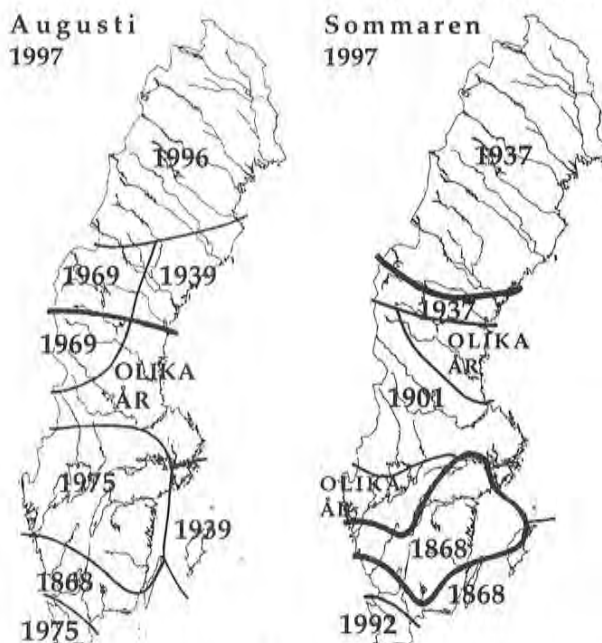 Augusti
1997
1996
1969
1939
1969
OLIKA
ÅR
1975
1939
1868
1975
Sommaren
1997
1937
1937
OLIKA
ÅR
1901
OLIKA
ÅR
1868
1868
1992